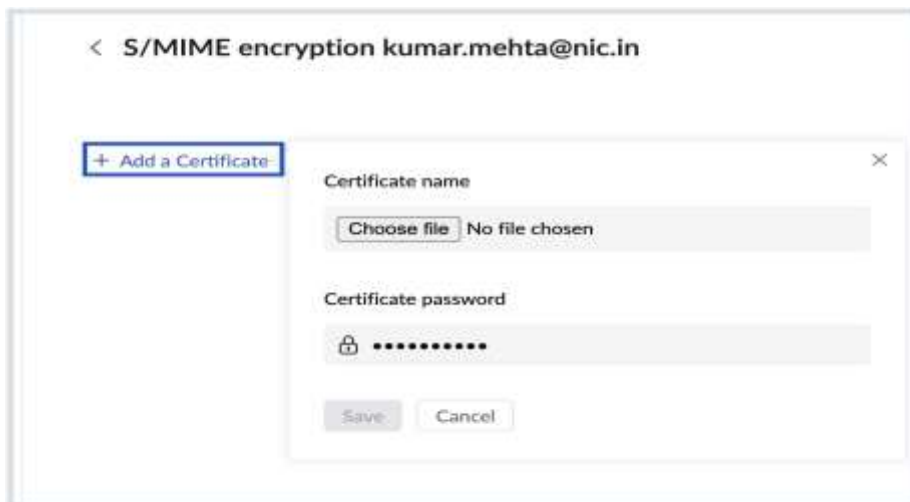 < S/MIME encryption kumar.mehta@nic.in
+ Add a Certificate
Certificate name
Choose file No file chosen
Certificate password
••••••••••
Save Cancel